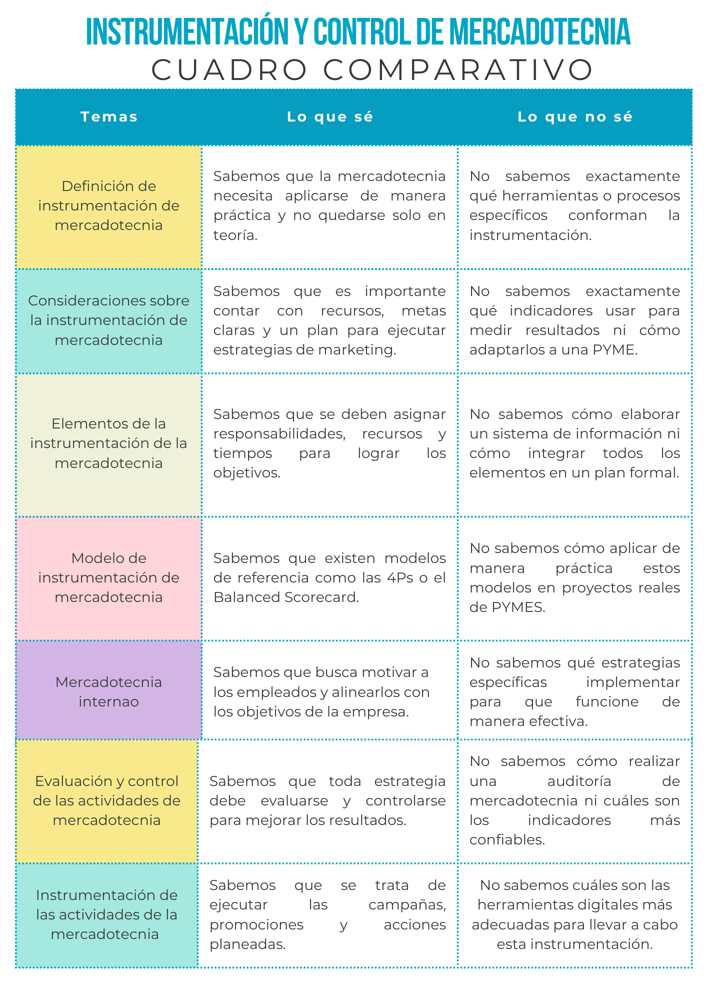 INSTRUMENTACIÓN Y CONTROL DE MERCADOTECNIA
CUADRO COMPARATIVO
Temas
Lo que sé
Lo que no sé
Definición de
instrumentación de
mercadotecnia
Sabemos que la mercadotecnia
necesita aplicarse de manera
práctica y no quedarse solo en
teoría.
No sabemos exactamente
qué herramientas o procesos
específicos conforman la
instrumentación.
Consideraciones sobre
la instrumentación de
mercadotecnia
Sabemos que es importante
contar con recursos, metas
claras y un plan para ejecutar
estrategias de marketing.
No sabemos exactamente
qué indicadores usar para
medir resultados ni cómo
adaptarlos a una PYME.
Elementos de la
instrumentación de la
mercadotecnia
Sabemos que se deben asignar
responsabilidades, recursos y
tiempos para lograr los
objetivos.
No sabemos cómo elaborar
un sistema de información ni
cómo integrar todos los
elementos en un plan formal.
Modelo de
instrumentación de
mercadotecnia
Sabemos que existen modelos
de referencia como las 4Ps o el
Balanced Scorecard.
No sabemos cómo aplicar de
manera práctica estos
modelos en proyectos reales
de PYMES.
Mercadotecnia
internao
Sabemos que busca motivar a
los empleados y alinearlos con
los objetivos de la empresa.
No sabemos qué estrategias
específicas implementar
para que funcione de
manera efectiva.
Evaluación y control
de las actividades de
mercadotecnia
Sabemos que toda estrategia
debe evaluarse y controlarse
para mejorar los resultados.
No sabemos cómo realizar
una auditoría de
mercadotecnia ni cuáles son
los indicadores más
confiables.
Instrumentación de
las actividades de la
mercadotecnia
Sabemos que se trata de
ejecutar las campañas,
promociones y acciones
planeadas.
No sabemos cuáles son las
herramientas digitales más
adecuadas para llevar a cabo
esta instrumentación.